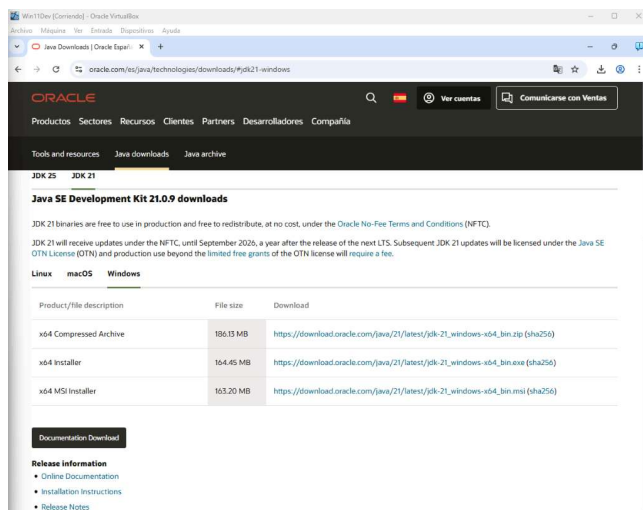 Win11Dev [Corriendo] - Oracle VirtualBox
Archivo Máquina Ver Entrada Dispositivos Ayuda
Java Downloads | Oracle Españ
oracle.com/es/java/technologies/downloads/#jdk21-windows
ORACLE
Ver cuentas
Comunicarse con Ventas
Productos Sectores Recursos Clientes Partners Desarrolladores Compañía
Tools and resources Java downloads Java archive
JDK 25 JDK 21
Java SE Development Kit 21.0.9 downloads
JDK 21 binaries are free to use in production and free to redistribute, at no cost, under the Oracle No-Fee Terms and Conditions (NFTC).
JDK 21 will receive updates under the NFTC, until September 2026, a year after the release of the next LTS. Subsequent JDK 21 updates will be licensed under the Java SE
OTN License (OTN) and production use beyond the limited free grants of the OTN license will require a fee.
Linux macOS Windows
Product/file description File size Download
x64 Compressed Archive 186.13 MB https://download.oracle.com/java/21/latest/jdk-21_windows-x64_bin.zip (sha256)
x64 Installer 164.45 MB https://download.oracle.com/java/21/latest/jdk-21_windows-x64_bin.exe (sha256)
x64 MSI Installer 163.20 MB https://download.oracle.com/java/21/latest/jdk-21_windows-x64_bin.msi (sha256)
Documentation Download
Release information
• Online Documentation
• Installation Instructions
• Release Notes